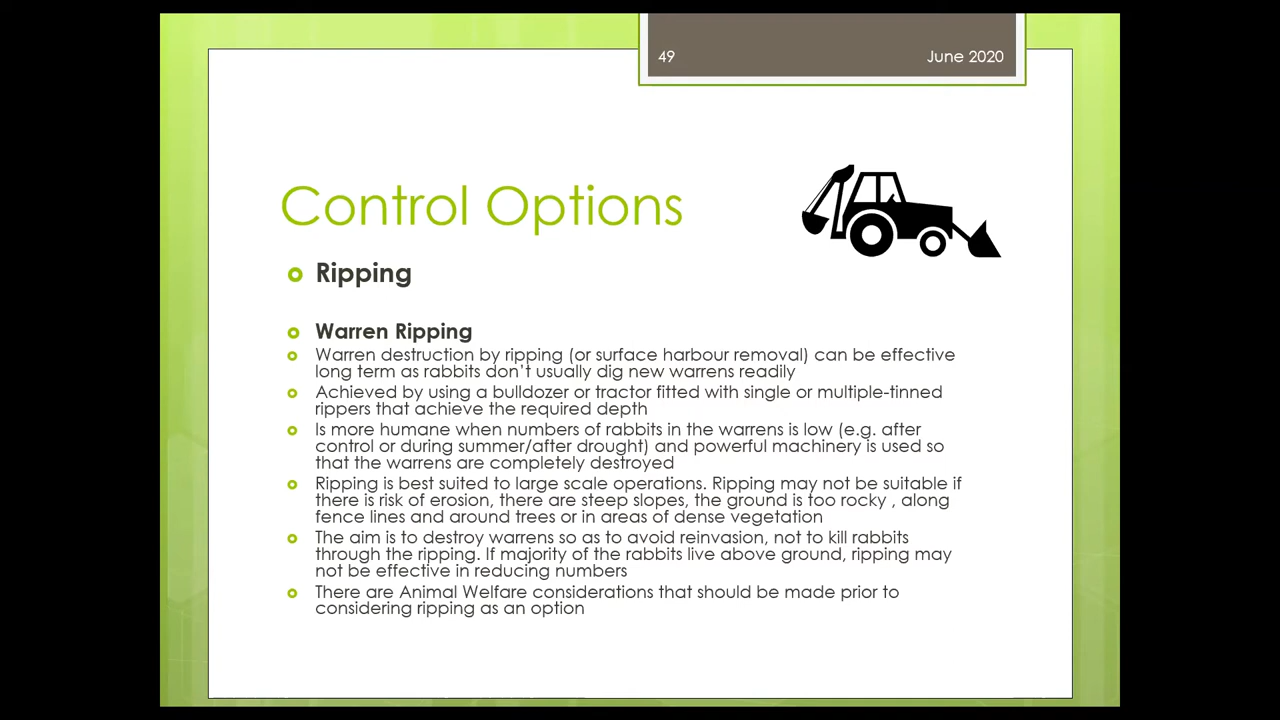 49
June 2020
Control Options
Ripping
Warren Ripping
Warren destruction by ripping (or surface harbour removal) can be effective
long term as rabbits don't usually dig new warrens readily
Achieved by using a bulldozer or tractor fitted with single or multiple-tinned
rippers that achieve the required depth
Is more humane when numbers of rabbits in the warrens is low (e.g. after
control or during summer/after drought) and powerful machinery is used so
that the warrens are completely destroyed
Ripping is best suited to large scale operations. Ripping may not be suitable if
there is risk of erosion, there are steep slopes, the ground is too rocky , along
fence lines and around trees or in areas of dense vegetation
The aim is to destroy warrens so as to avoid reinvasion, not to kill rabbits
through the ripping. If majority of the rabbits live above ground, ripping may
not be effective in reducing numbers
There are Animal Welfare considerations that should be made prior to
considering ripping as an option